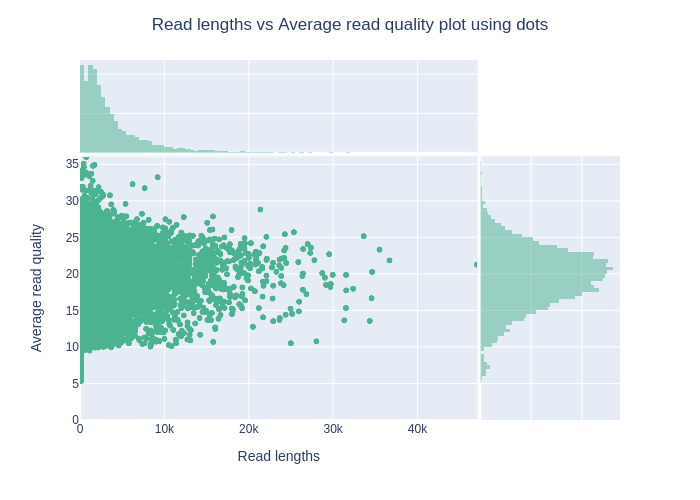 Read lengths vs Average read quality plot using dots
35
30
25
20
15
10
5
0
Average read quality
0 10k 20k 30k 40k
Read lengths